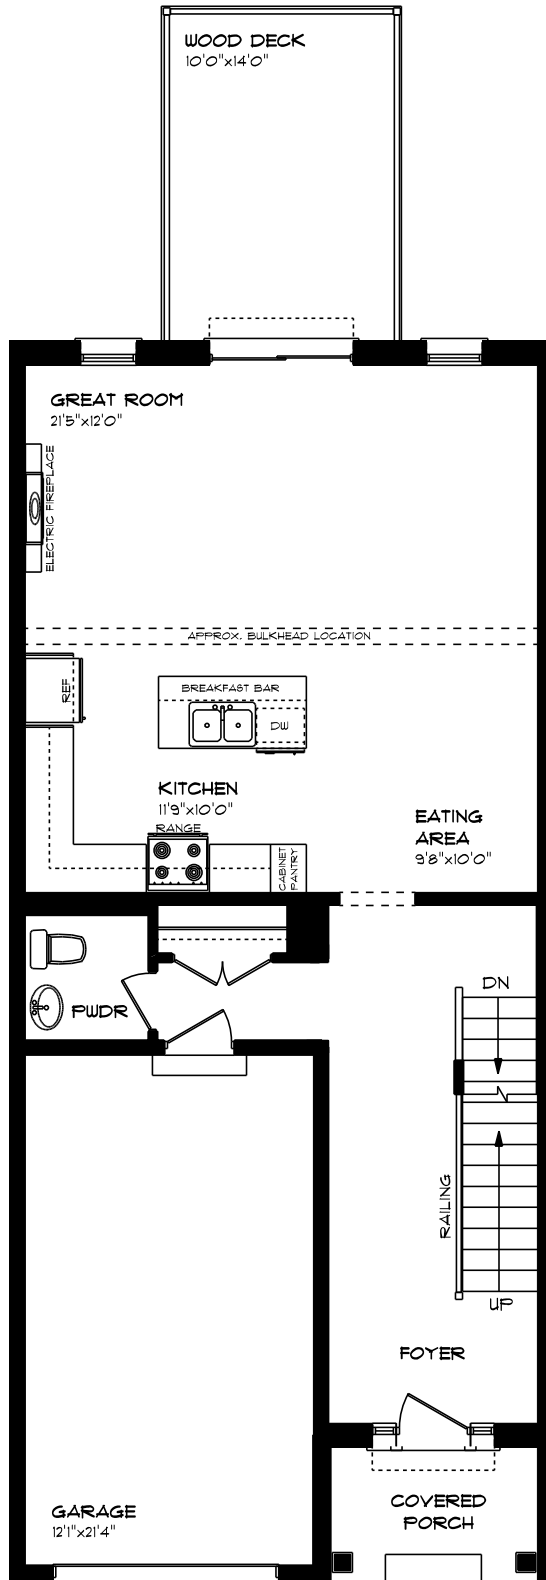 WOOD DECK
10'0"x14'0"
GREAT ROOM
21'5"x12'0"
ELECTRIC FIREPLACE
APPROX. BULKHEAD LOCATION
REF
BREAKFAST BAR
DW
KITCHEN
11'9"x10'0"
RANGE
CABINET
PANTRY
EATING
AREA
9'8"x10'0"
PWDR
DN
RAILING
UP
FOYER
GARAGE
12'1"x21'4"
COVERED
PORCH